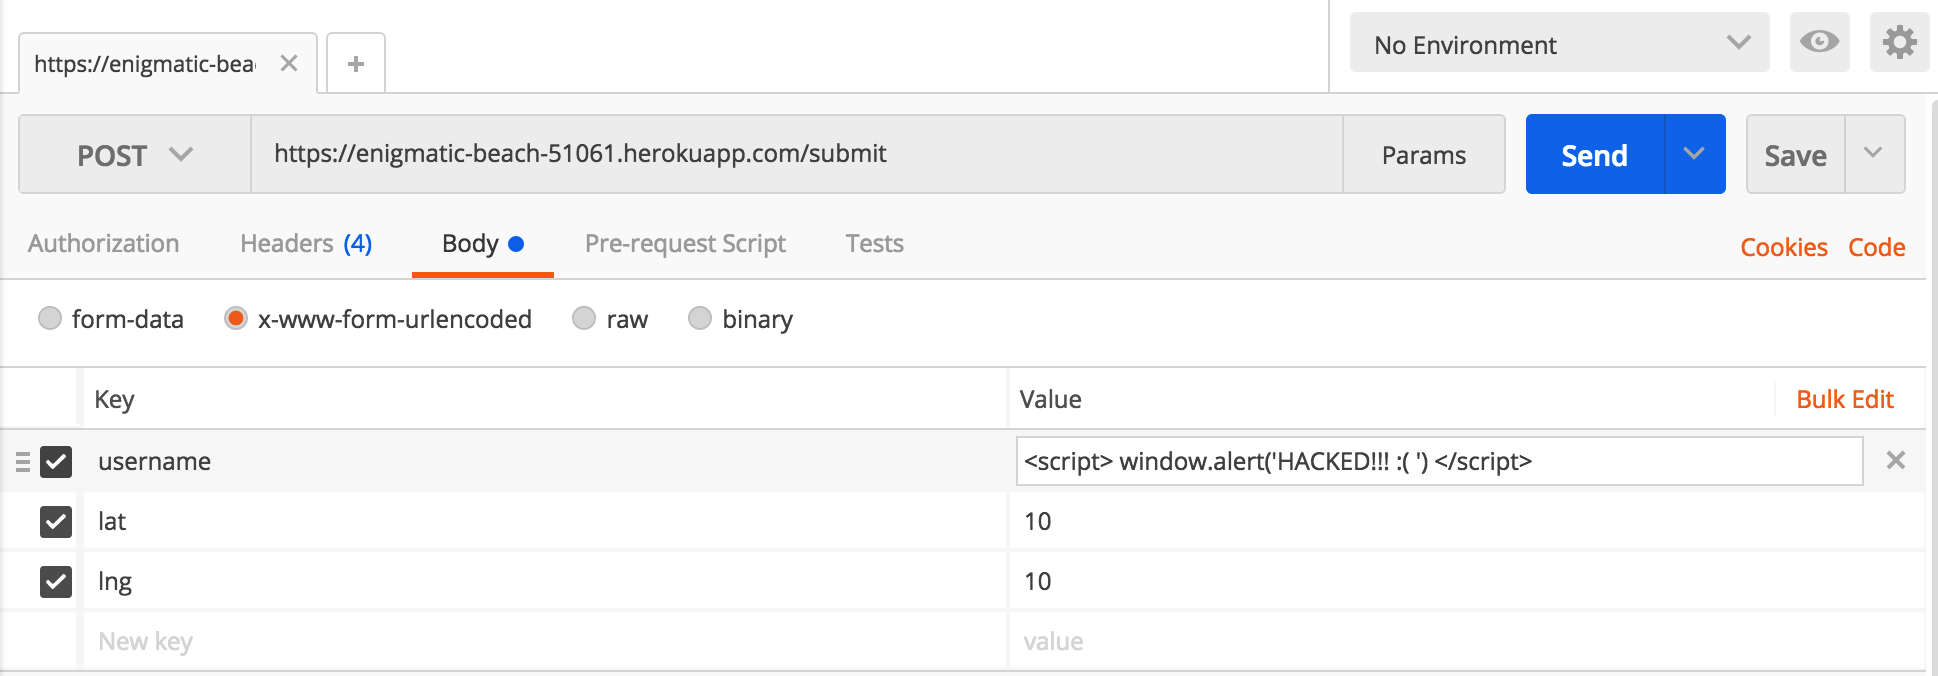 https://enigmatic-bea
No Environment
POST https://enigmatic-beach-51061.herokuapp.com/submit Params Send Save
Authorization Headers (4) Body Pre-request Script Tests Cookies Code
form-data x-www-form-urlencoded raw binary
Key Value Bulk Edit
username <script> window.alert('HACKED!!! :( ') </script>
lat 10
lng 10
New key value